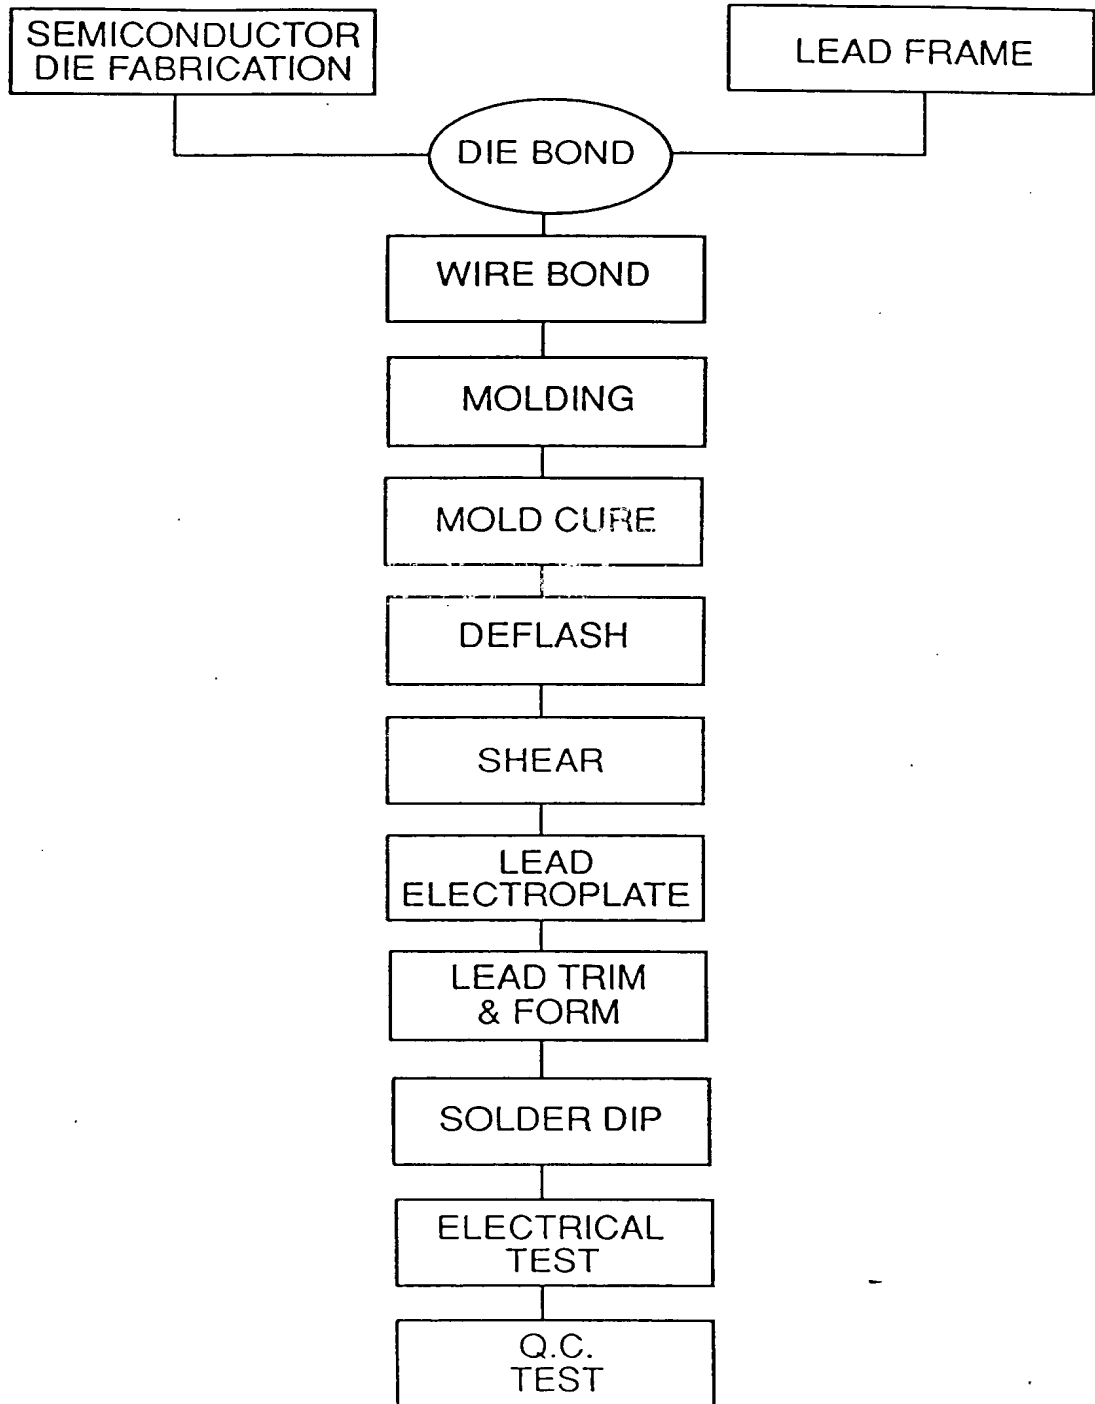 SEMICONDUCTOR
DIE FABRICATION
LEAD FRAME
DIE BOND
WIRE BOND
MOLDING
MOLD CURE
DEFLASH
SHEAR
LEAD
ELECTROPLATE
LEAD TRIM
& FORM
SOLDER DIP
ELECTRICAL
TEST
Q.C.
TEST